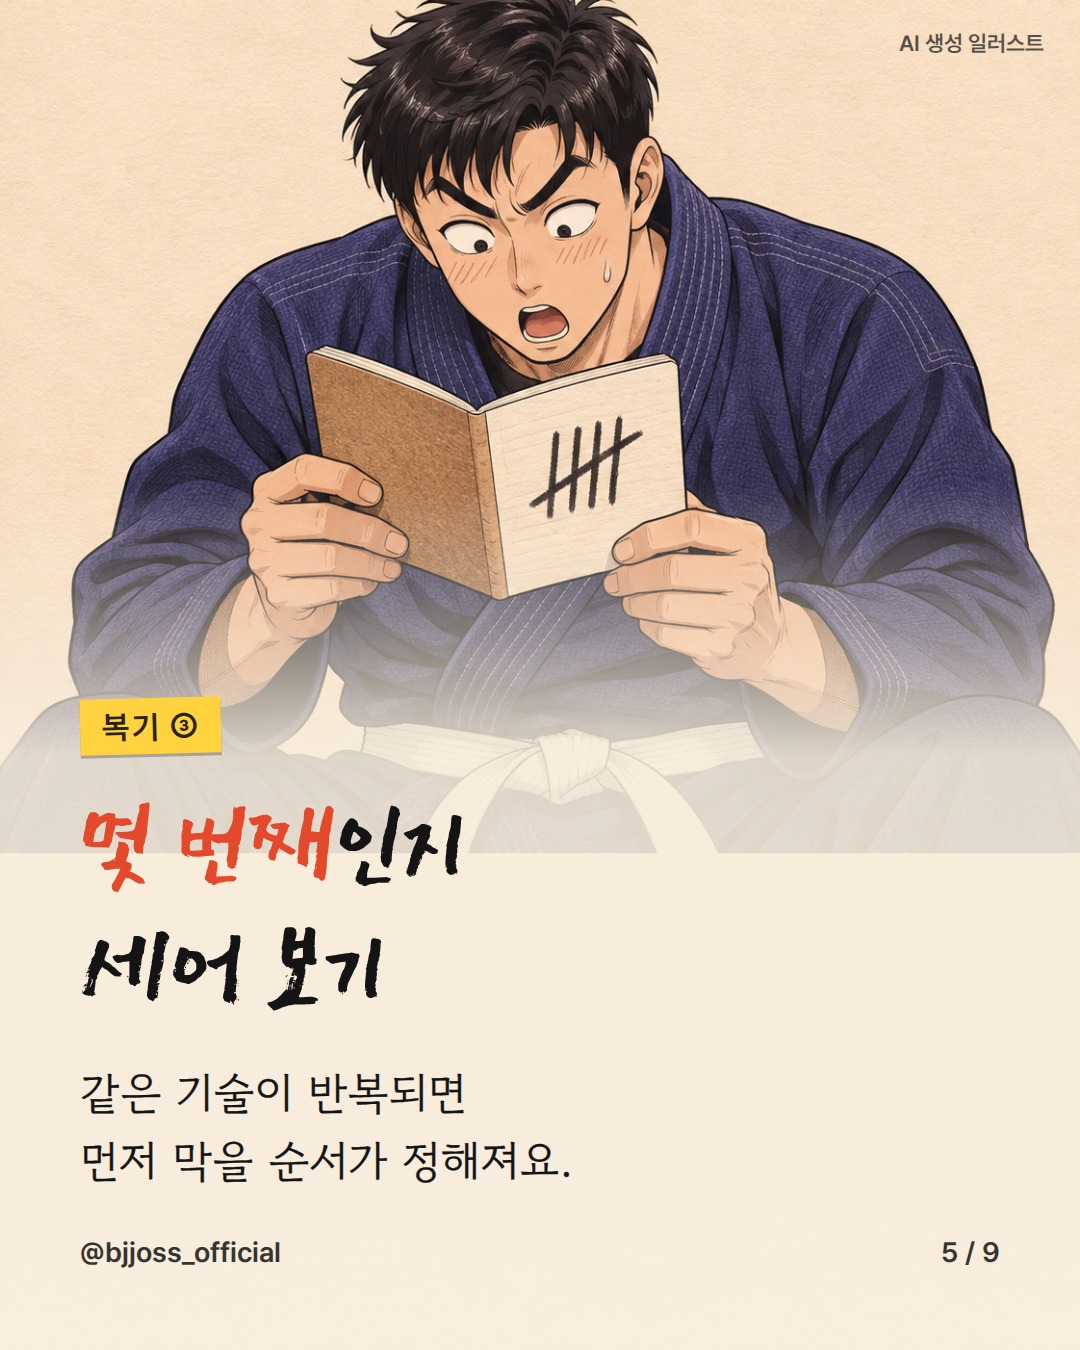 AI 생성 일러스트
복기 ③
몇 번째인지
세어 보기
같은 기술이 반복되면
먼저 막을 순서가 정해져요.
@bjjoss_official
5 / 9